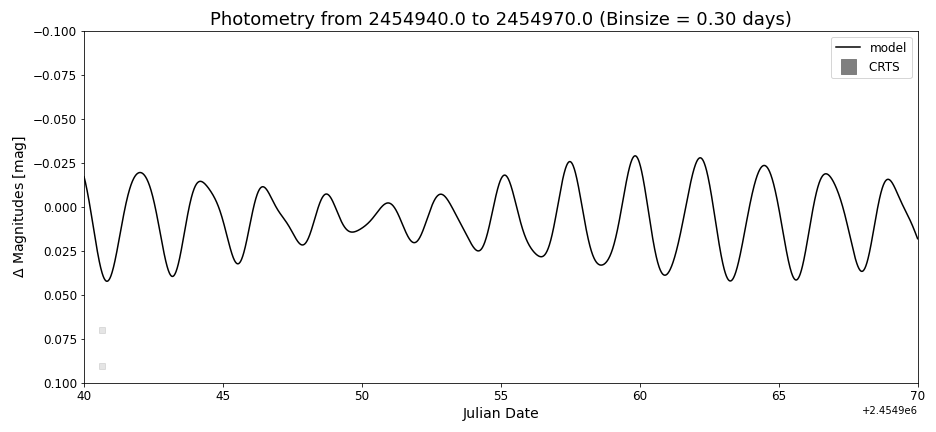 Photometry from 2454940.0 to 2454970.0 (Binsize = 0.30 days)
−0.100
−0.075
−0.050
−0.025
0.000
0.025
0.050
0.075
0.100
Δ Magnitudes [mag]
model
CRTS
40 45 50 55 60 65 70
Julian Date
+2.4549e6